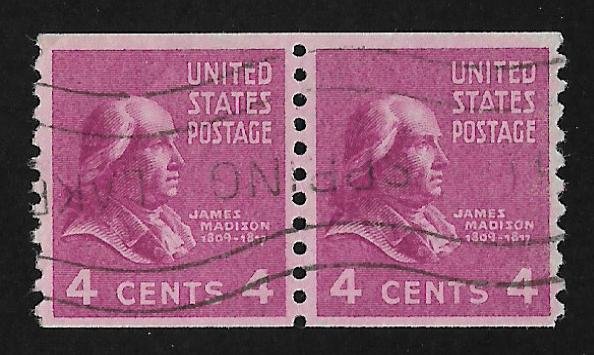 UNITED
STATES
POSTAGE
JAMES
MADISON
1809-1817
4 CENTS 4
UNITED
STATES
POSTAGE
JAMES
MADISON
1809-1817
4 CENTS 4
LAKE